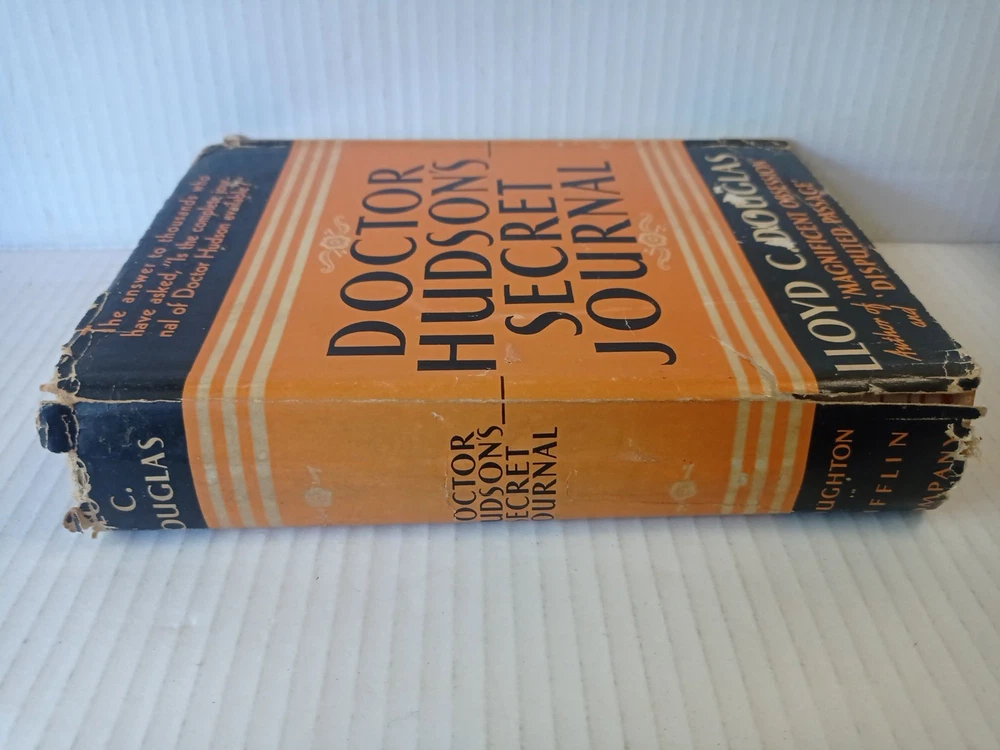 The answer to thousands who
have asked, "Is the complete jour-
nal of Doctor Hudson available?"
DOCTOR
HUDSON'S
SECRET
JOURNAL
LLOYD C. DOUGLAS
Author of "MAGNIFICENT OBSESSION"
and "DISPUTED PASSAGE"
C.
OUGLAS
OCTOR
UDSON'S
ECRET
OURNAL
UGHTON
IFFLIN
MPANY